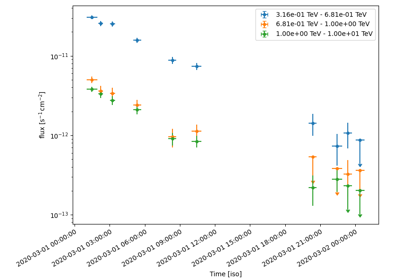 3.16e-01 TeV - 6.81e-01 TeV
6.81e-01 TeV - 1.00e+00 TeV
1.00e+00 TeV - 1.00e+01 TeV
10⁻¹¹
10⁻¹²
10⁻¹³
flux [s⁻¹ cm⁻²]
2020-03-01 00:00:00
2020-03-01 03:00:00
2020-03-01 06:00:00
2020-03-01 09:00:00
2020-03-01 12:00:00
2020-03-01 15:00:00
2020-03-01 18:00:00
2020-03-01 21:00:00
2020-03-02 00:00:00
Time [iso]